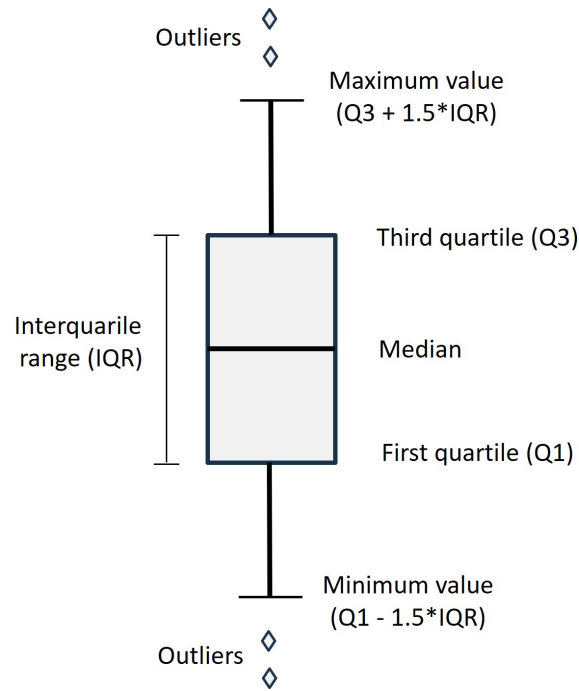 Outliers
Maximum value
(Q3 + 1.5*IQR)
Third quartile (Q3)
Interquarile
range (IQR)
Median
First quartile (Q1)
Minimum value
(Q1 - 1.5*IQR)
Outliers